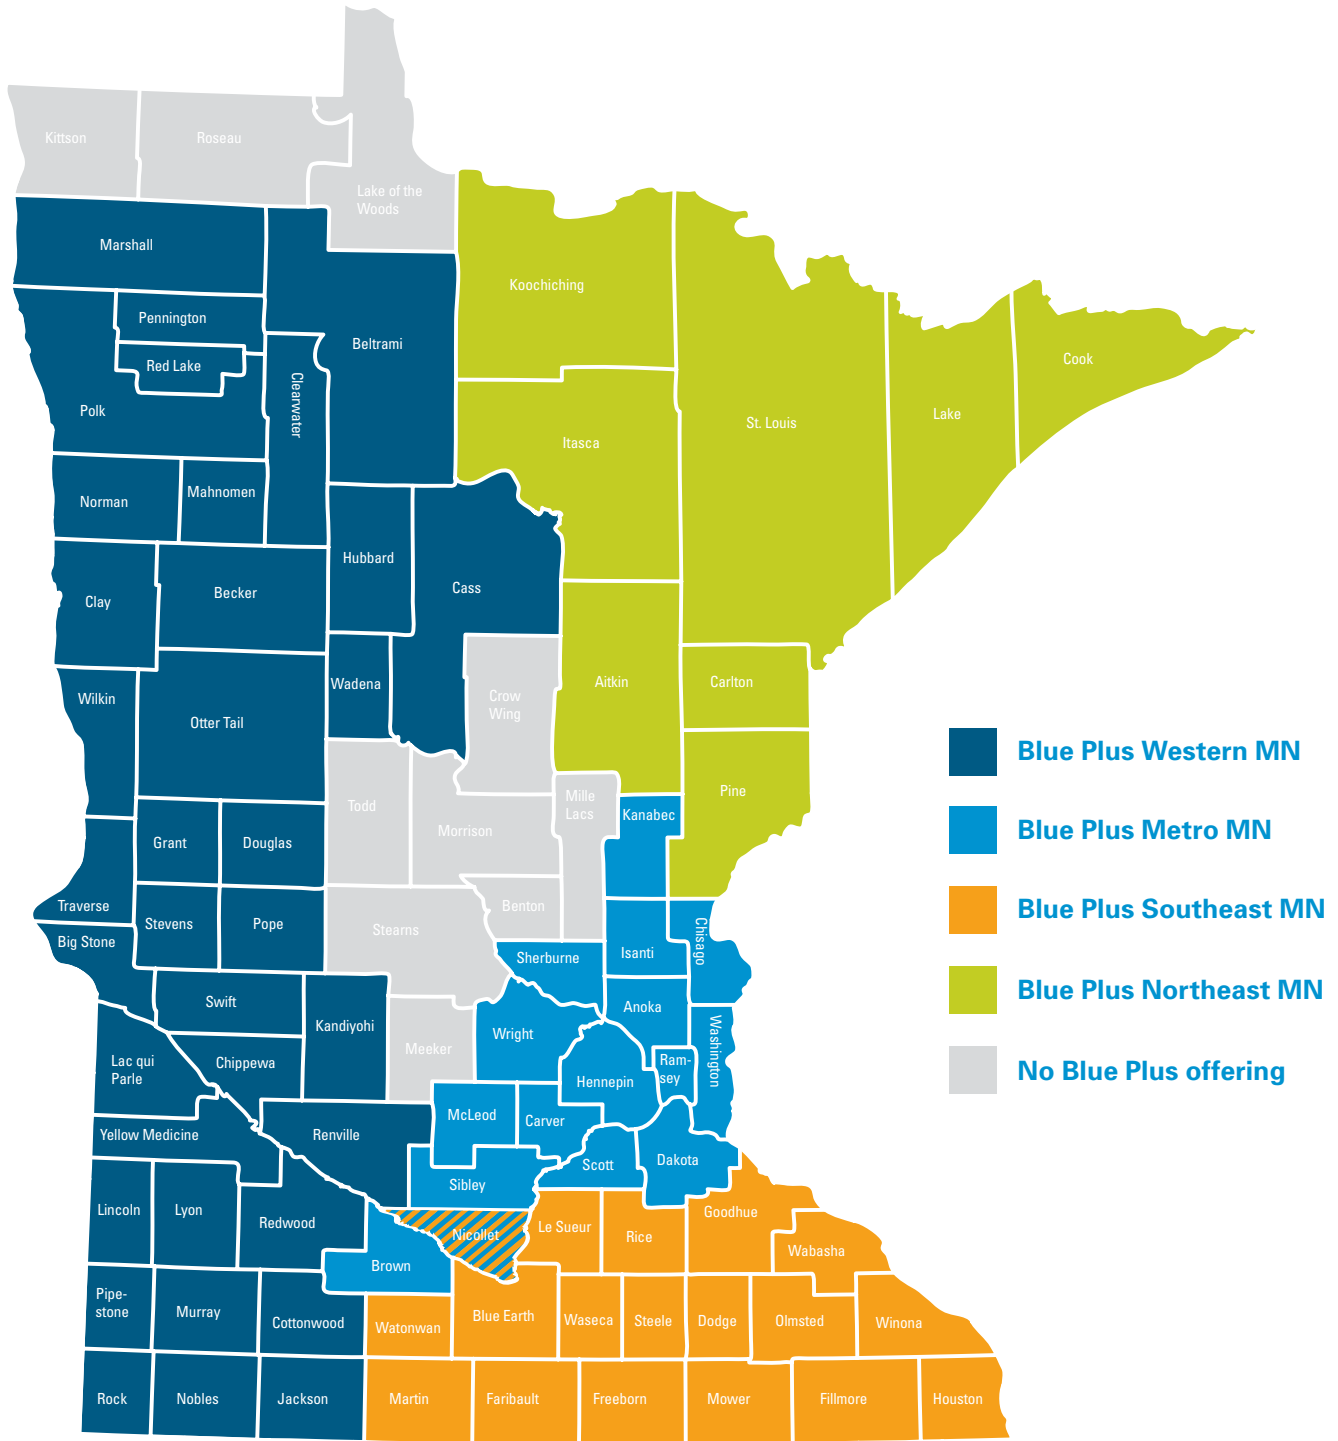 Kittson
Roseau
Lake of the
Woods
Marshall
Koochiching
Pennington
Beltrami
Red Lake
Cook
Clearwater
Polk
Lake
St. Louis
Itasca
Mahnomen
Norman
Hubbard
Cass
Becker
Clay
Aitkin
Carlton
Wadena
Wilkin
Crow
Wing
Otter Tail
Pine
Mille
Lacs
Todd
Kanabec
Morrison
Grant
Douglas
Traverse
Benton
Stevens
Pope
Stearns
Chisago
Big Stone
Isanti
Sherburne
Swift
Anoka
Kandiyohi
Wright
Washington
Meeker
Lac qui
Parle
Chippewa
Ram-
sey
Hennepin
McLeod
Carver
Yellow Medicine
Renville
Scott
Dakota
Sibley
Lincoln
Lyon
Redwood
Goodhue
Le Sueur
Nicollet
Rice
Wabasha
Brown
Pipe-
stone
Murray
Cottonwood
Watonwan
Blue Earth
Waseca
Steele
Dodge
Olmsted
Winona
Rock
Nobles
Jackson
Martin
Faribault
Freeborn
Mower
Fillmore
Houston
Blue Plus Western MN
Blue Plus Metro MN
Blue Plus Southeast MN
Blue Plus Northeast MN
No Blue Plus offering